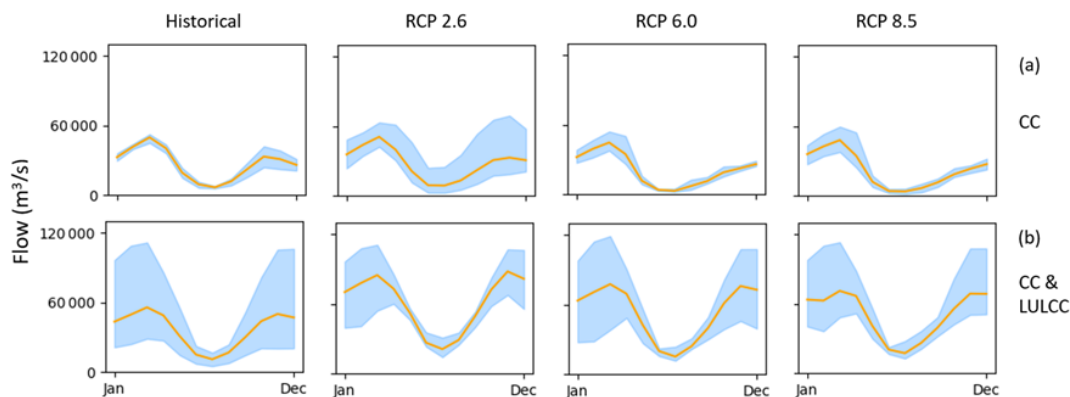 Historical RCP 2.6 RCP 6.0 RCP 8.5
Flow (m³/s)
120 000
60 000
0
(a)
CC
120 000
60 000
0
(b)
CC &
LULCC
Jan Dec Jan Dec Jan Dec Jan Dec